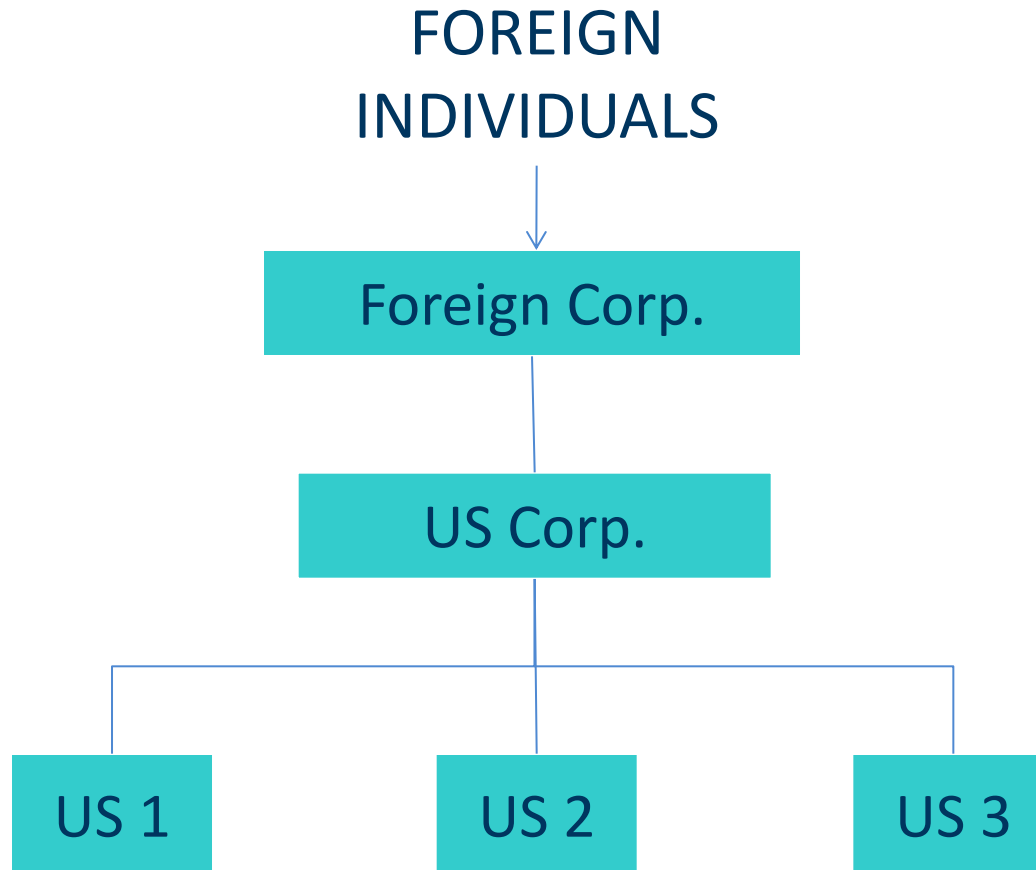 FOREIGN
INDIVIDUALS
Foreign Corp.
US Corp.
US 1
US 2
US 3